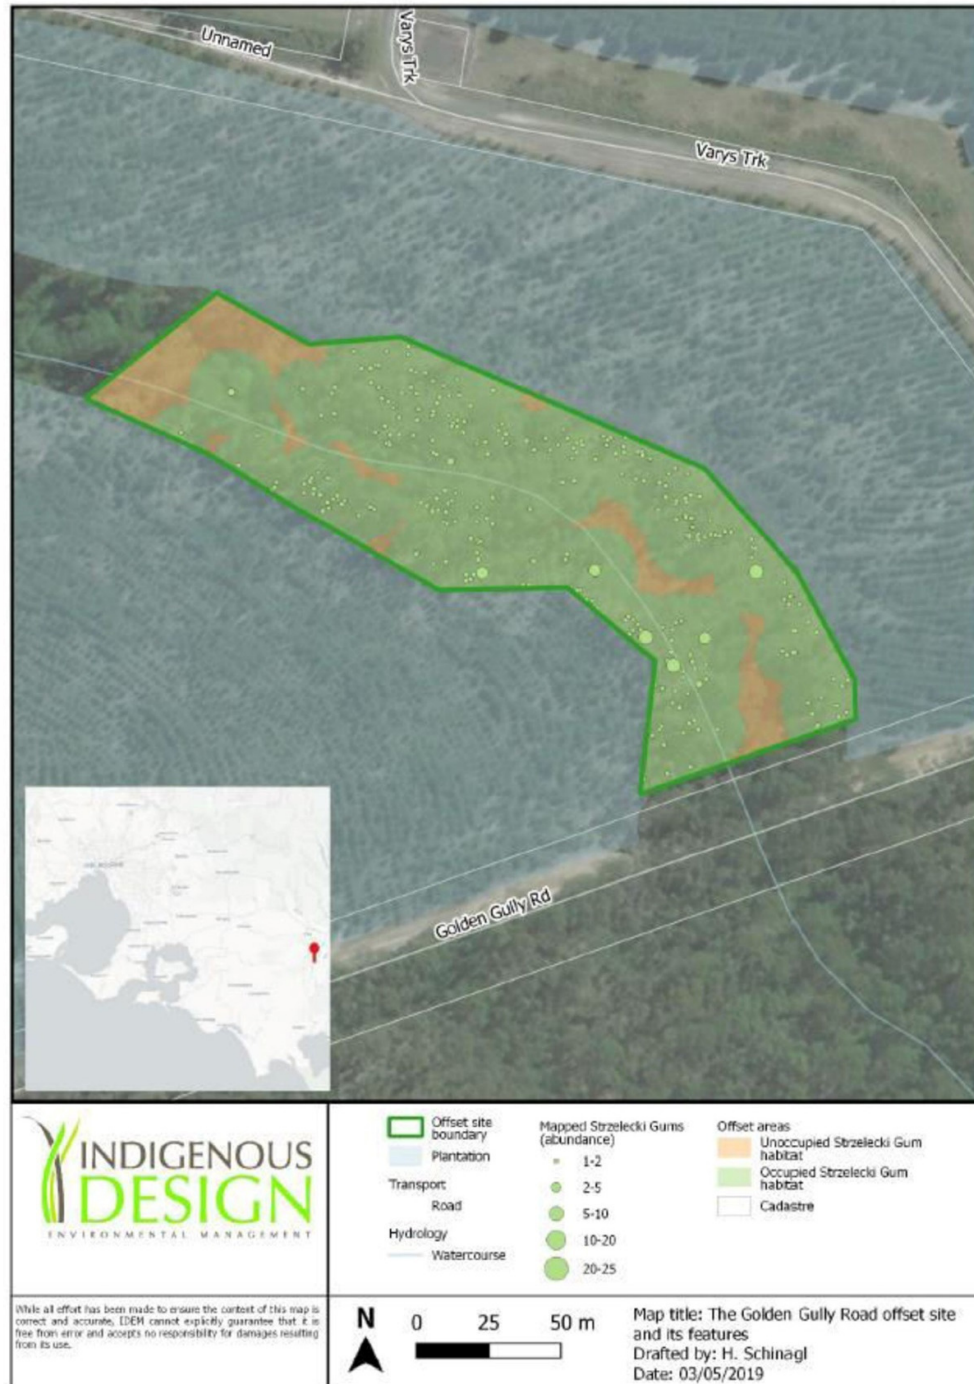 Unnamed
Varys Trk
Varys Trk
Golden Gully Rd
INDIGENOUS
DESIGN
ENVIRONMENTAL MANAGEMENT
Offset site
boundary
Plantation
Transport
Road
Hydrology
Watercourse
Mapped Strzelecki Gums
(abundance)
1-2
2-5
5-10
10-20
20-25
Offset areas
Unoccupied Strzelecki Gum
habitat
Occupied Strzelecki Gum
habitat
Cadastre
While all effort has been made to ensure the content of this map is
correct and accurate, IDEM cannot explicitly guarantee that it is
free from error and accepts no responsibility for damages resulting
from its use.
N
0 25 50 m
Map title: The Golden Gully Road offset site
and its features
Drafted by: H. Schinagl
Date: 03/05/2019